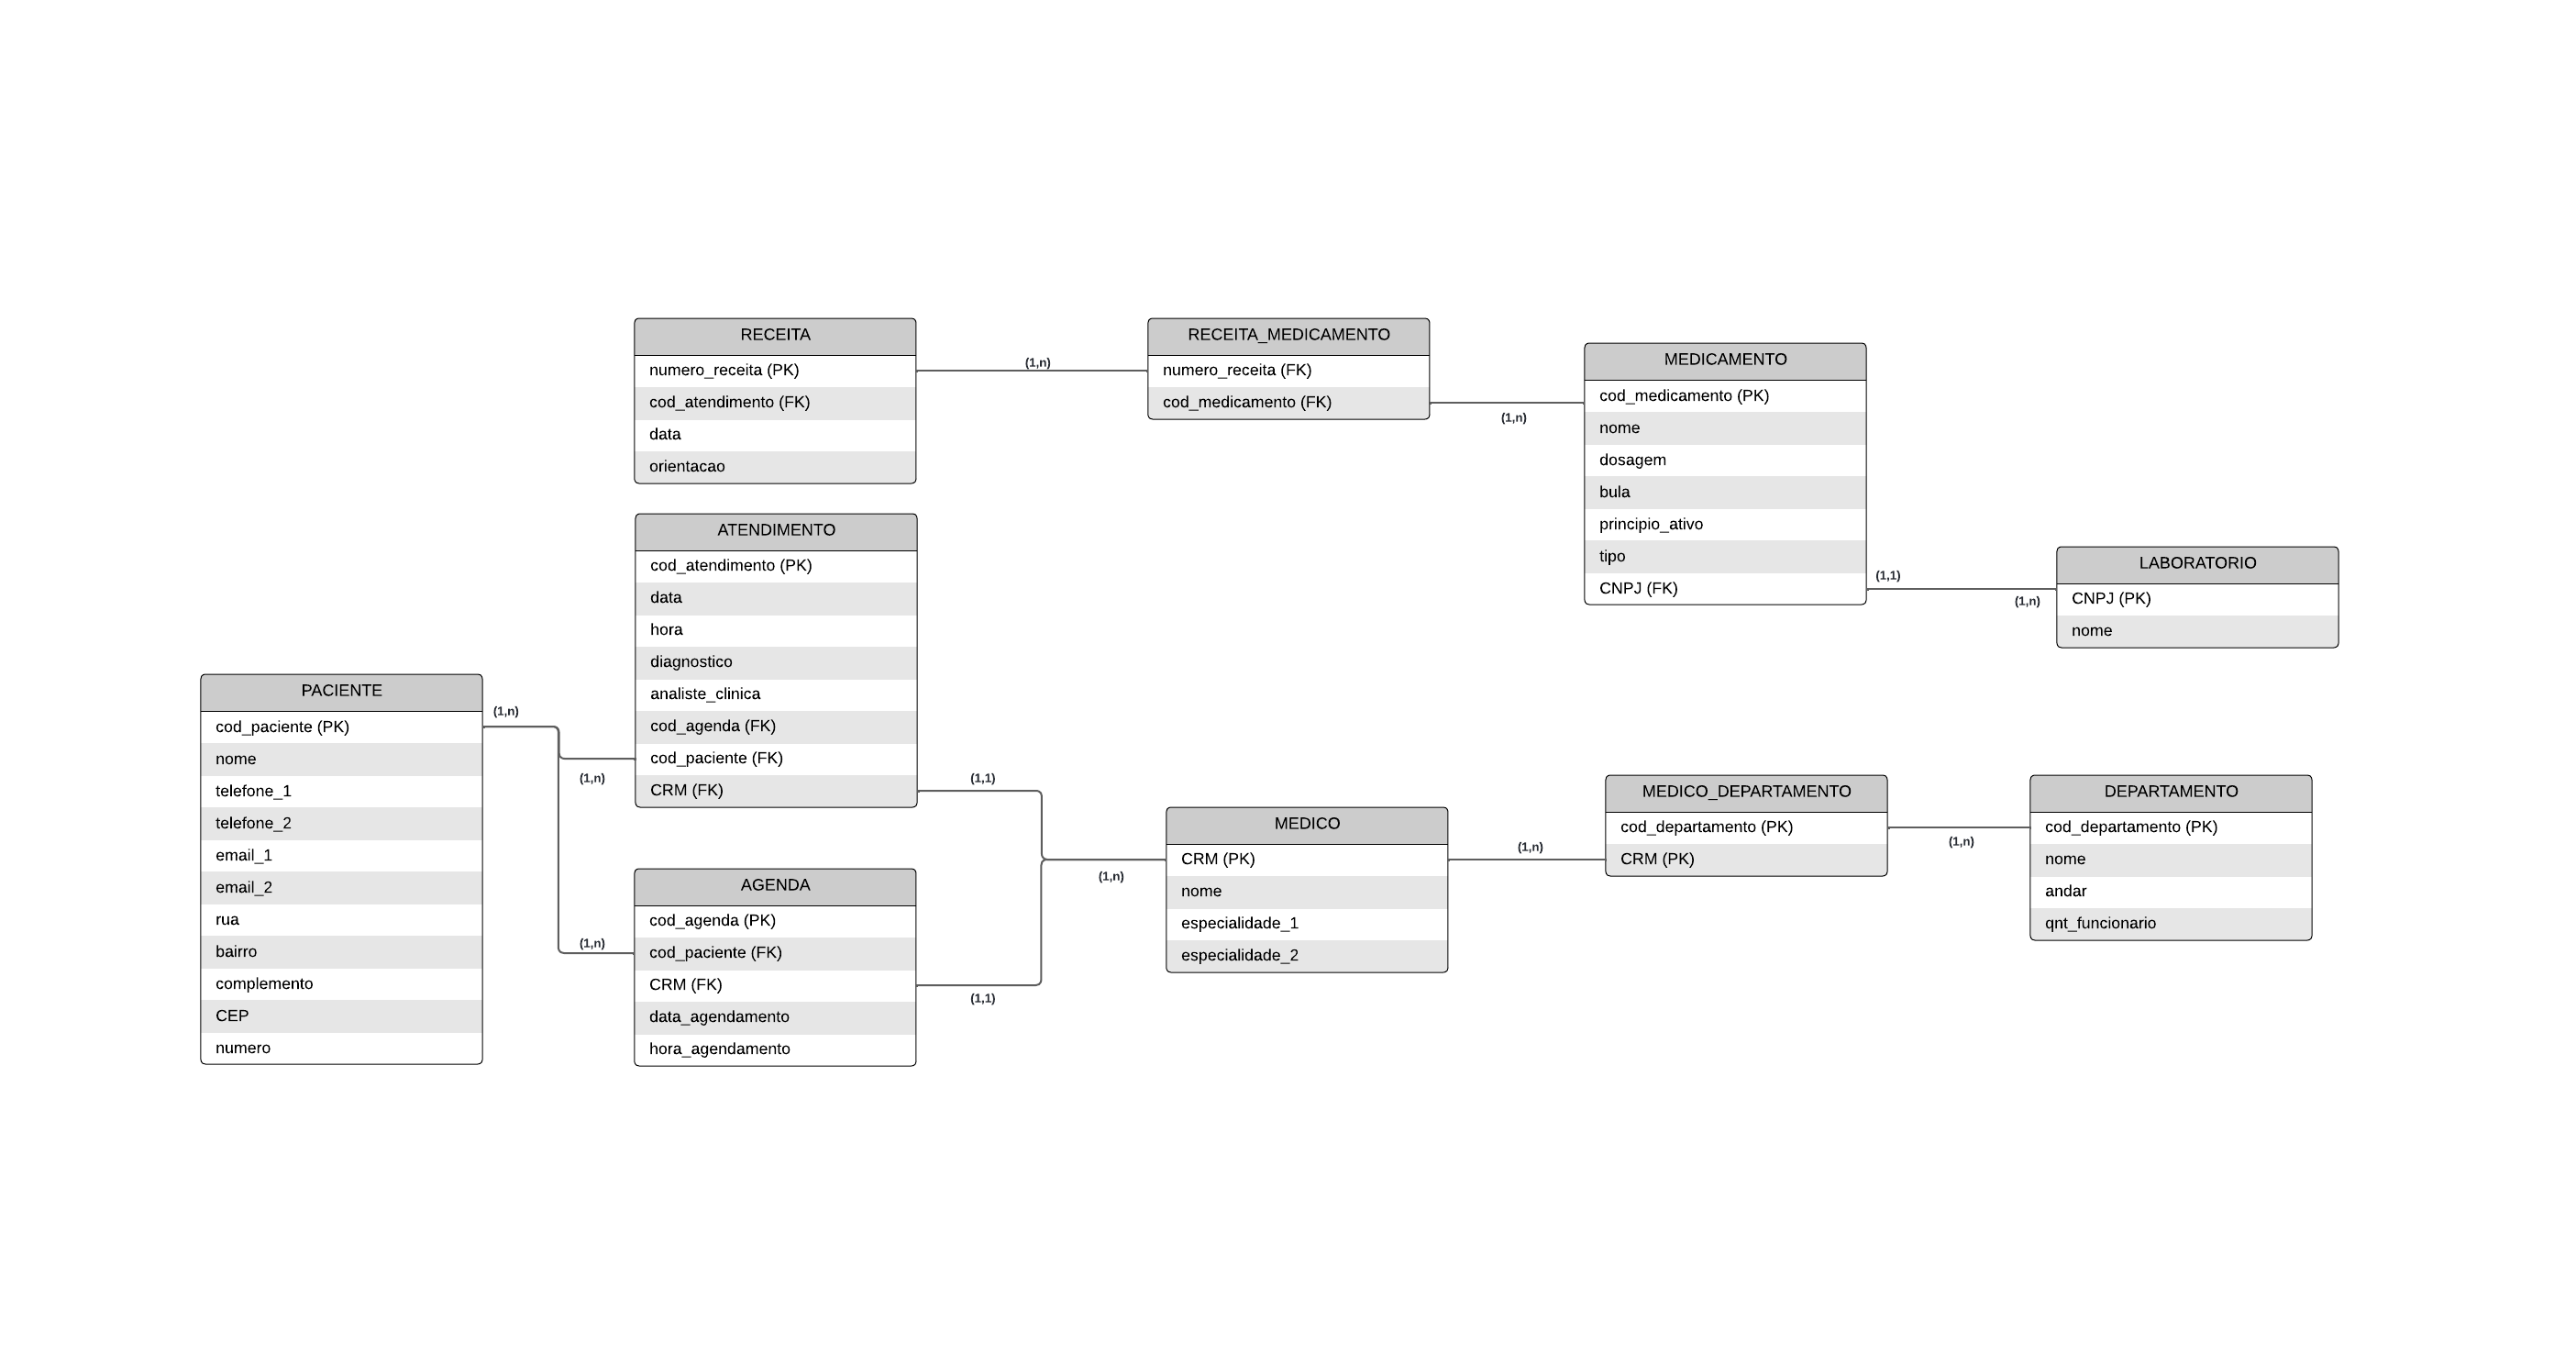 RECEITA
numero_receita (PK)
cod_atendimento (FK)
data
orientacao
(1,n)
RECEITA_MEDICAMENTO
numero_receita (FK)
cod_medicamento (FK)
(1,n)
MEDICAMENTO
cod_medicamento (PK)
nome
dosagem
bula
principio_ativo
tipo
CNPJ (FK)
(1,1)
(1,n)
LABORATORIO
CNPJ (PK)
nome
ATENDIMENTO
cod_atendimento (PK)
data
hora
diagnostico
analiste_clinica
cod_agenda (FK)
cod_paciente (FK)
CRM (FK)
PACIENTE
cod_paciente (PK)
nome
telefone_1
telefone_2
email_1
email_2
rua
bairro
complemento
CEP
numero
(1,n)
(1,n)
(1,n)
AGENDA
cod_agenda (PK)
cod_paciente (FK)
CRM (FK)
data_agendamento
hora_agendamento
(1,1)
(1,1)
(1,n)
MEDICO
CRM (PK)
nome
especialidade_1
especialidade_2
(1,n)
MEDICO_DEPARTAMENTO
cod_departamento (PK)
CRM (PK)
(1,n)
DEPARTAMENTO
cod_departamento (PK)
nome
andar
qnt_funcionario